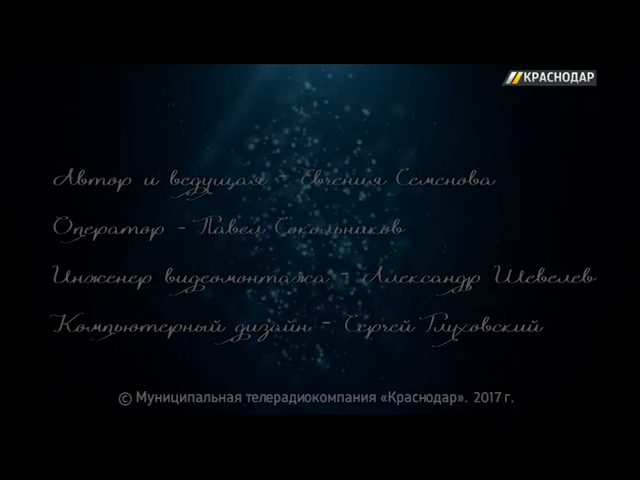 КРАСНОДАР
Автор и ведущая - Евгения Семенова
Оператор - Павел Сокольников
Инженер видеомонтажа - Александр Шевелев
Компьютерный дизайн - Сергей Глуховский
© Муниципальная телерадиокомпания «Краснодар». 2017 г.